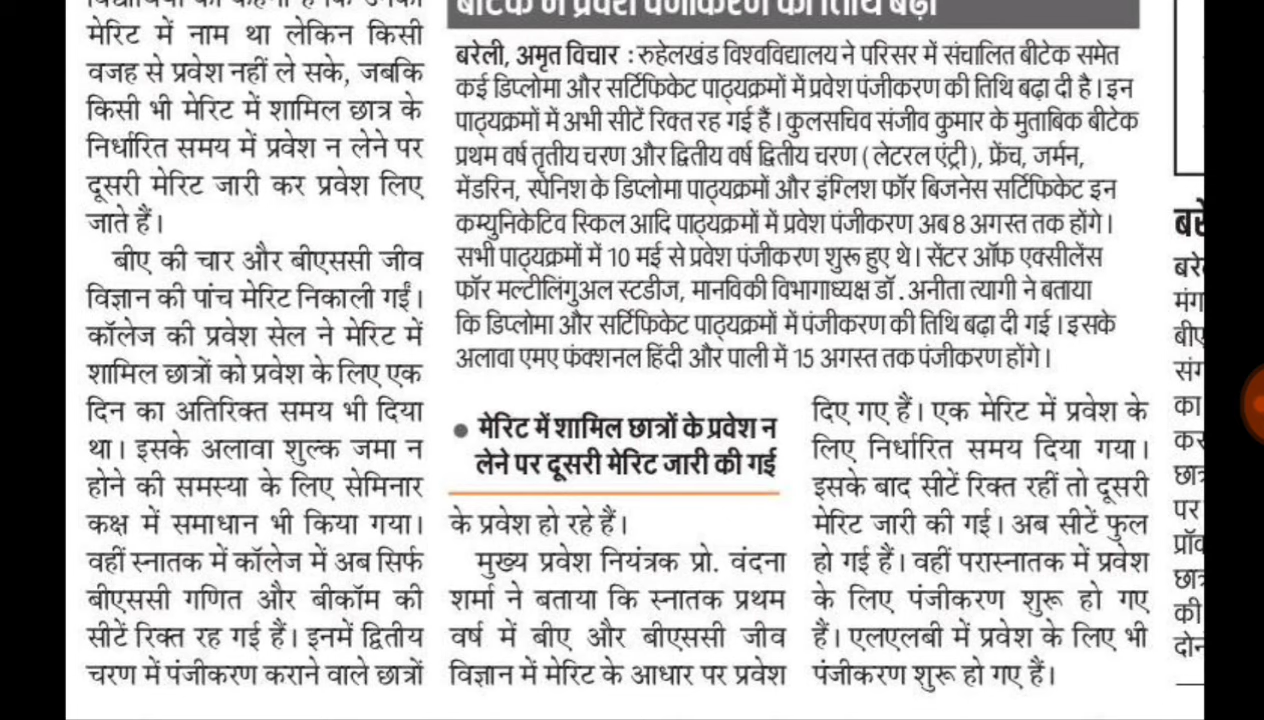 मेरिट में नाम था लेकिन किसी
वजह से प्रवेश नहीं ले सके, जबकि
किसी भी मेरिट में शामिल छात्र के
निर्धारित समय में प्रवेश न लेने पर
दूसरी मेरिट जारी कर प्रवेश लिए
जाते हैं।
बीए की चार और बीएससी जीव
विज्ञान की पांच मेरिट निकाली गईं।
कॉलेज की प्रवेश सेल ने मेरिट में
शामिल छात्रों को प्रवेश के लिए एक
दिन का अतिरिक्त समय भी दिया
था। इसके अलावा शुल्क जमा न
होने की समस्या के लिए सेमिनार
कक्ष में समाधान भी किया गया।
वहीं स्नातक में कॉलेज में अब सिर्फ
बीएससी गणित और बीकॉम की
सीटें रिक्त रह गई हैं। इनमें द्वितीय
चरण में पंजीकरण कराने वाले छात्रों
बीटेक में प्रवेश पंजीकरण की तिथि बढ़ी
बरेली, अमृत विचार : रुहेलखंड विश्वविद्यालय ने परिसर में संचालित बीटेक समेत
कई डिप्लोमा और सर्टिफिकेट पाठ्यक्रमों में प्रवेश पंजीकरण की तिथि बढ़ा दी है। इन
पाठ्यक्रमों में अभी सीटें रिक्त रह गई हैं। कुलसचिव संजीव कुमार के मुताबिक बीटेक
प्रथम वर्ष तृतीय चरण और द्वितीय वर्ष द्वितीय चरण ( लेटरल एंट्री), फ्रेंच, जर्मन,
मेंडरिन, स्पेनिश के डिप्लोमा पाठ्यक्रमों और इंग्लिश फॉर बिजनेस सर्टिफिकेट इन
कम्युनिकेटिव स्किल आदि पाठ्यक्रमों में प्रवेश पंजीकरण अब 8 अगस्त तक होंगे।
सभी पाठ्यक्रमों में 10 मई से प्रवेश पंजीकरण शुरू हुए थे। सेंटर ऑफ एक्सीलेंस
फॉर मल्टीलिंगुअल स्टडीज, मानविकी विभागाध्यक्ष डॉ. अनीता त्यागी ने बताया
कि डिप्लोमा और सर्टिफिकेट पाठ्यक्रमों में पंजीकरण की तिथि बढ़ा दी गई। इसके
अलावा एमए फंक्शनल हिंदी और पाली में 15 अगस्त तक पंजीकरण होंगे।
● मेरिट में शामिल छात्रों के प्रवेश न
लेने पर दूसरी मेरिट जारी की गई
के प्रवेश हो रहे हैं।
मुख्य प्रवेश नियंत्रक प्रो. वंदना
शर्मा ने बताया कि स्नातक प्रथम
वर्ष में बीए और बीएससी जीव
विज्ञान में मेरिट के आधार पर प्रवेश
दिए गए हैं। एक मेरिट में प्रवेश के
लिए निर्धारित समय दिया गया।
इसके बाद सीटें रिक्त रहीं तो दूसरी
मेरिट जारी की गई। अब सीटें फुल
हो गई हैं। वहीं परास्नातक में प्रवेश
के लिए पंजीकरण शुरू हो गए
हैं। एलएलबी में प्रवेश के लिए भी
पंजीकरण शुरू हो गए हैं।